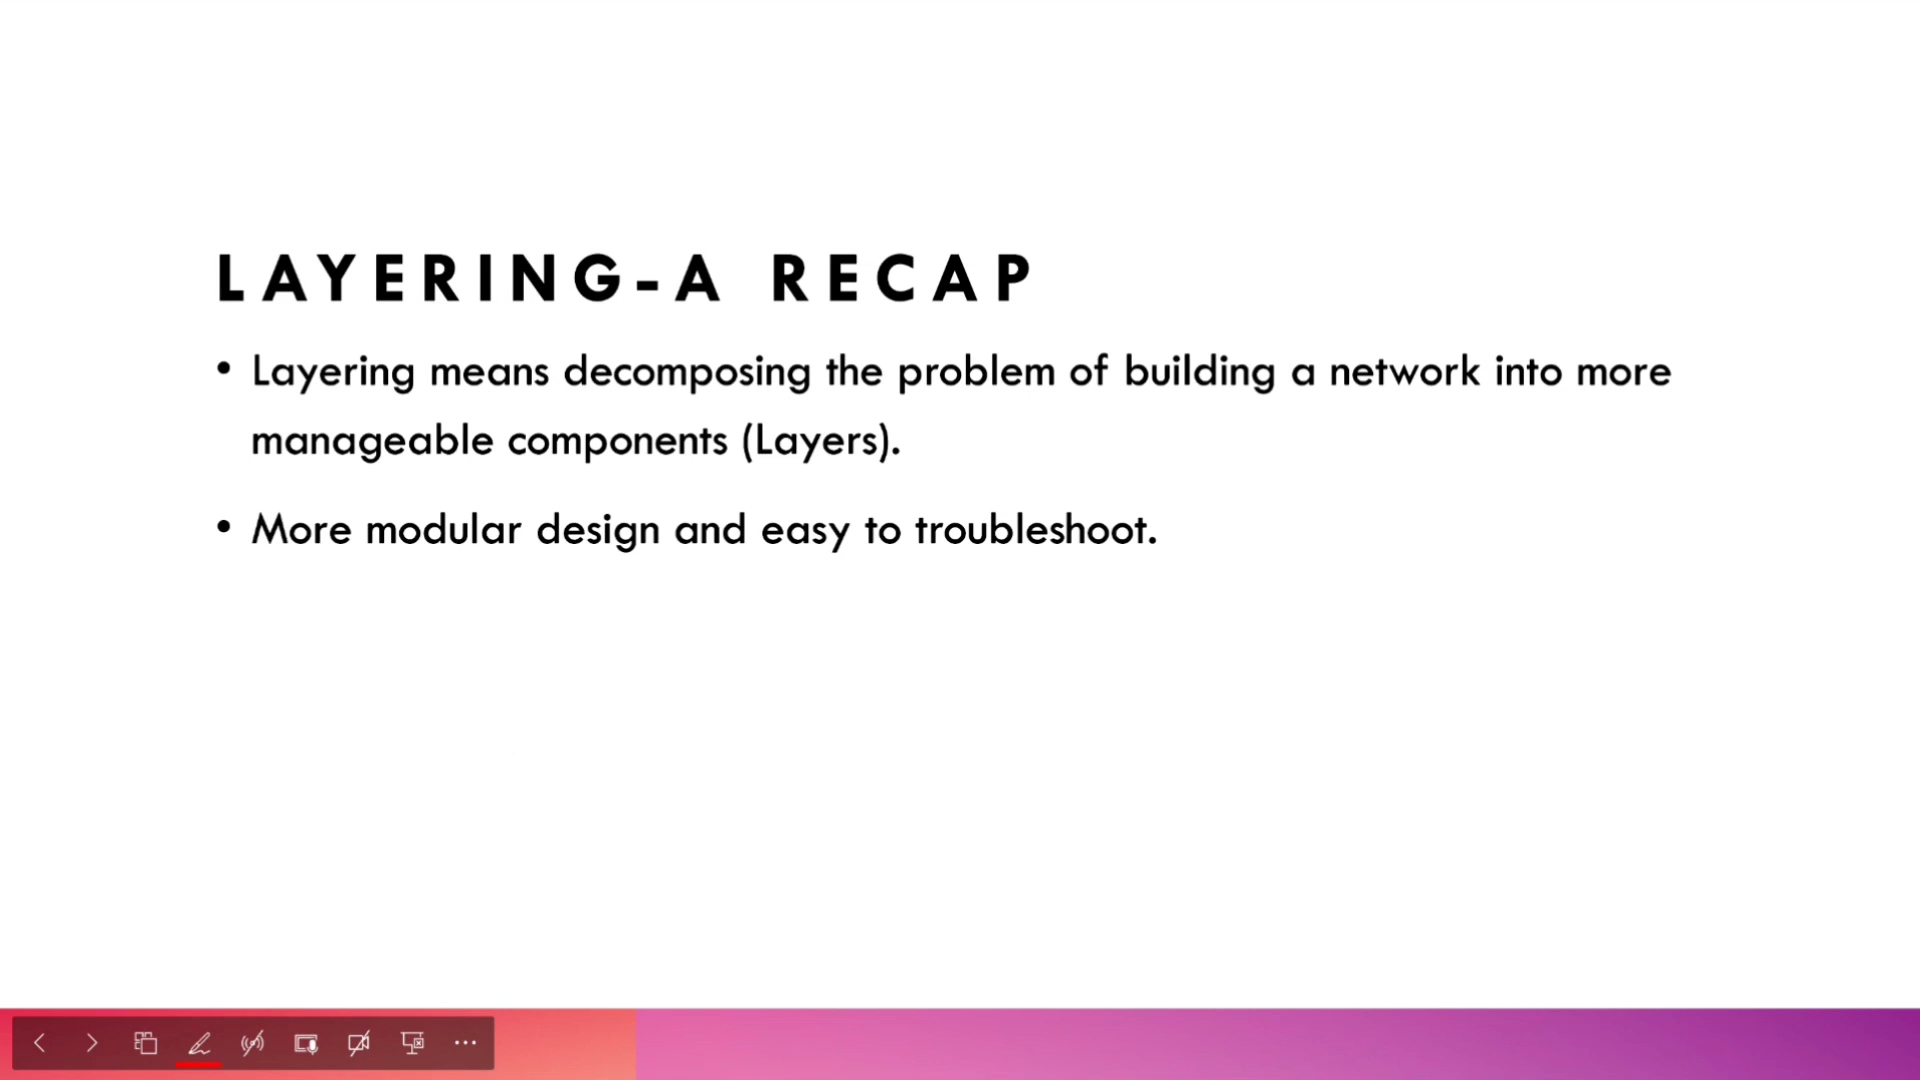 LAYERING-A RECAP
• Layering means decomposing the problem of building a network into more
manageable components (Layers).
• More modular design and easy to troubleshoot.